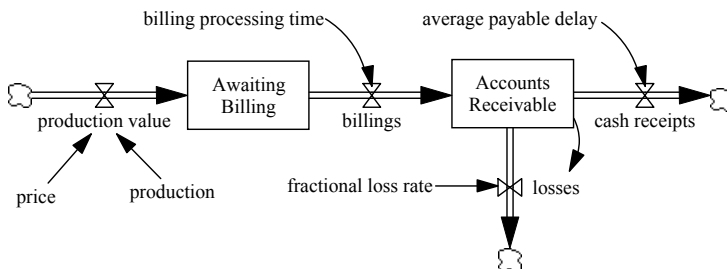 billing processing time
average payable delay
Awaiting
Billing
Accounts
Receivable
production value
billings
cash receipts
price
production
fractional loss rate
losses